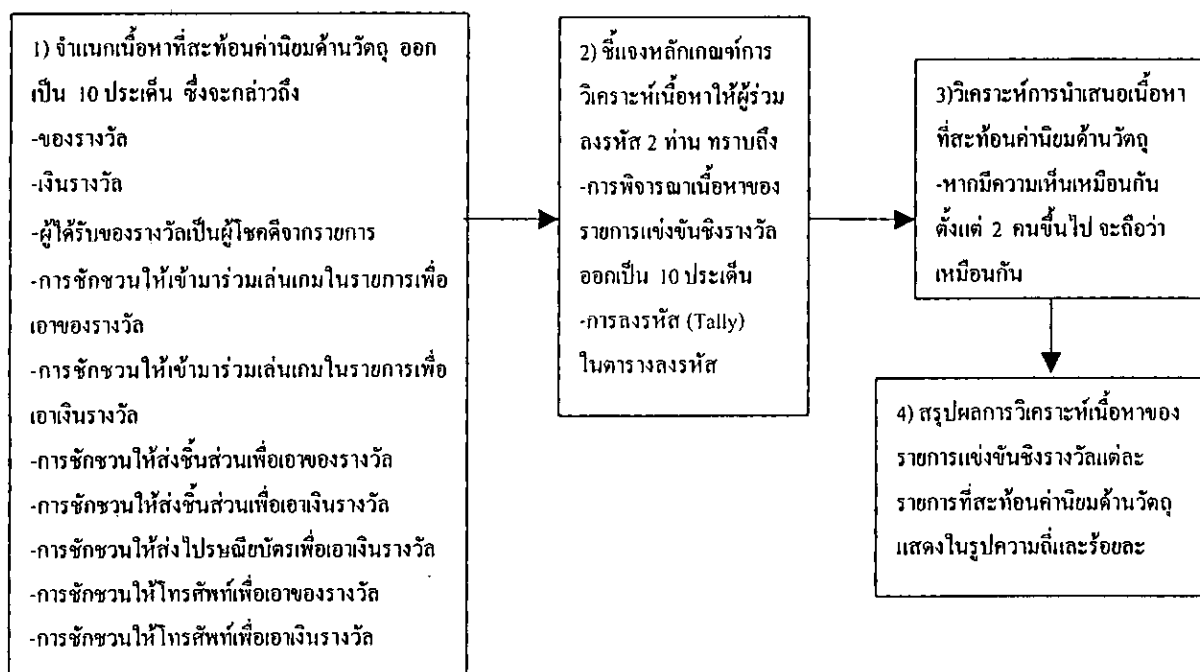 1) จำแนกเนื้อหาที่สะท้อนค่านิยมด้านวัตถุ ออก
เป็น 10 ประเด็น ซึ่งจะกล่าวถึง
-ของรางวัล
-เงินรางวัล
-ผู้ได้รับของรางวัลเป็นผู้โชคดีจากรายการ
-การชักชวนให้เข้ามาร่วมเล่นเกมในรายการเพื่อ
เอาของรางวัล
-การชักชวนให้เข้ามาร่วมเล่นเกมในรายการเพื่อ
เอาเงินรางวัล
-การชักชวนให้ส่งชิ้นส่วนเพื่อเอาของรางวัล
-การชักชวนให้ส่งชิ้นส่วนเพื่อเอาเงินรางวัล
-การชักชวนให้ส่งไปรษณียบัตรเพื่อเอาเงินรางวัล
-การชักชวนให้โทรศัพท์เพื่อเอาของรางวัล
-การชักชวนให้โทรศัพท์เพื่อเอาเงินรางวัล
2) ชี้แจงหลักเกณฑ์การ
วิเคราะห์เนื้อหาให้ผู้ร่วม
ลงรหัส 2 ท่าน ทราบถึง
-การพิจารณาเนื้อหาของ
รายการแข่งขันชิงรางวัล
ออกเป็น 10 ประเด็น
-การลงรหัส (Tally)
ในตารางลงรหัส
3)วิเคราะห์การนำเสนอเนื้อหา
ที่สะท้อนค่านิยมด้านวัตถุ
-หากมีความเห็นเหมือนกัน
ตั้งแต่ 2 คนขึ้นไป จะถือว่า
เหมือนกัน
4) สรุปผลการวิเคราะห์เนื้อหาของ
รายการแข่งขันชิงรางวัลแต่ละ
รายการที่สะท้อนค่านิยมด้านวัตถุ
แสดงในรูปความถี่และร้อยละ